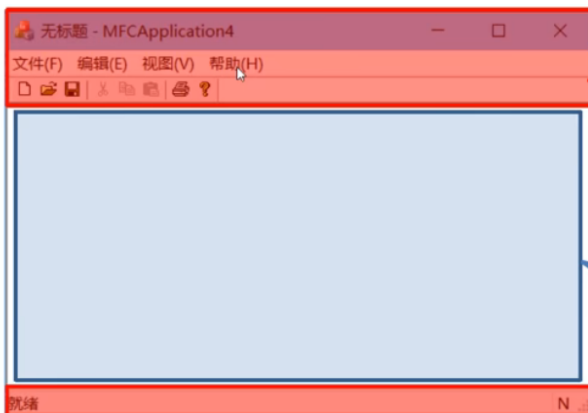 无标题 - MFCApplication4
文件(F) 编辑(E) 视图(V) 帮助(H)
就绪 N